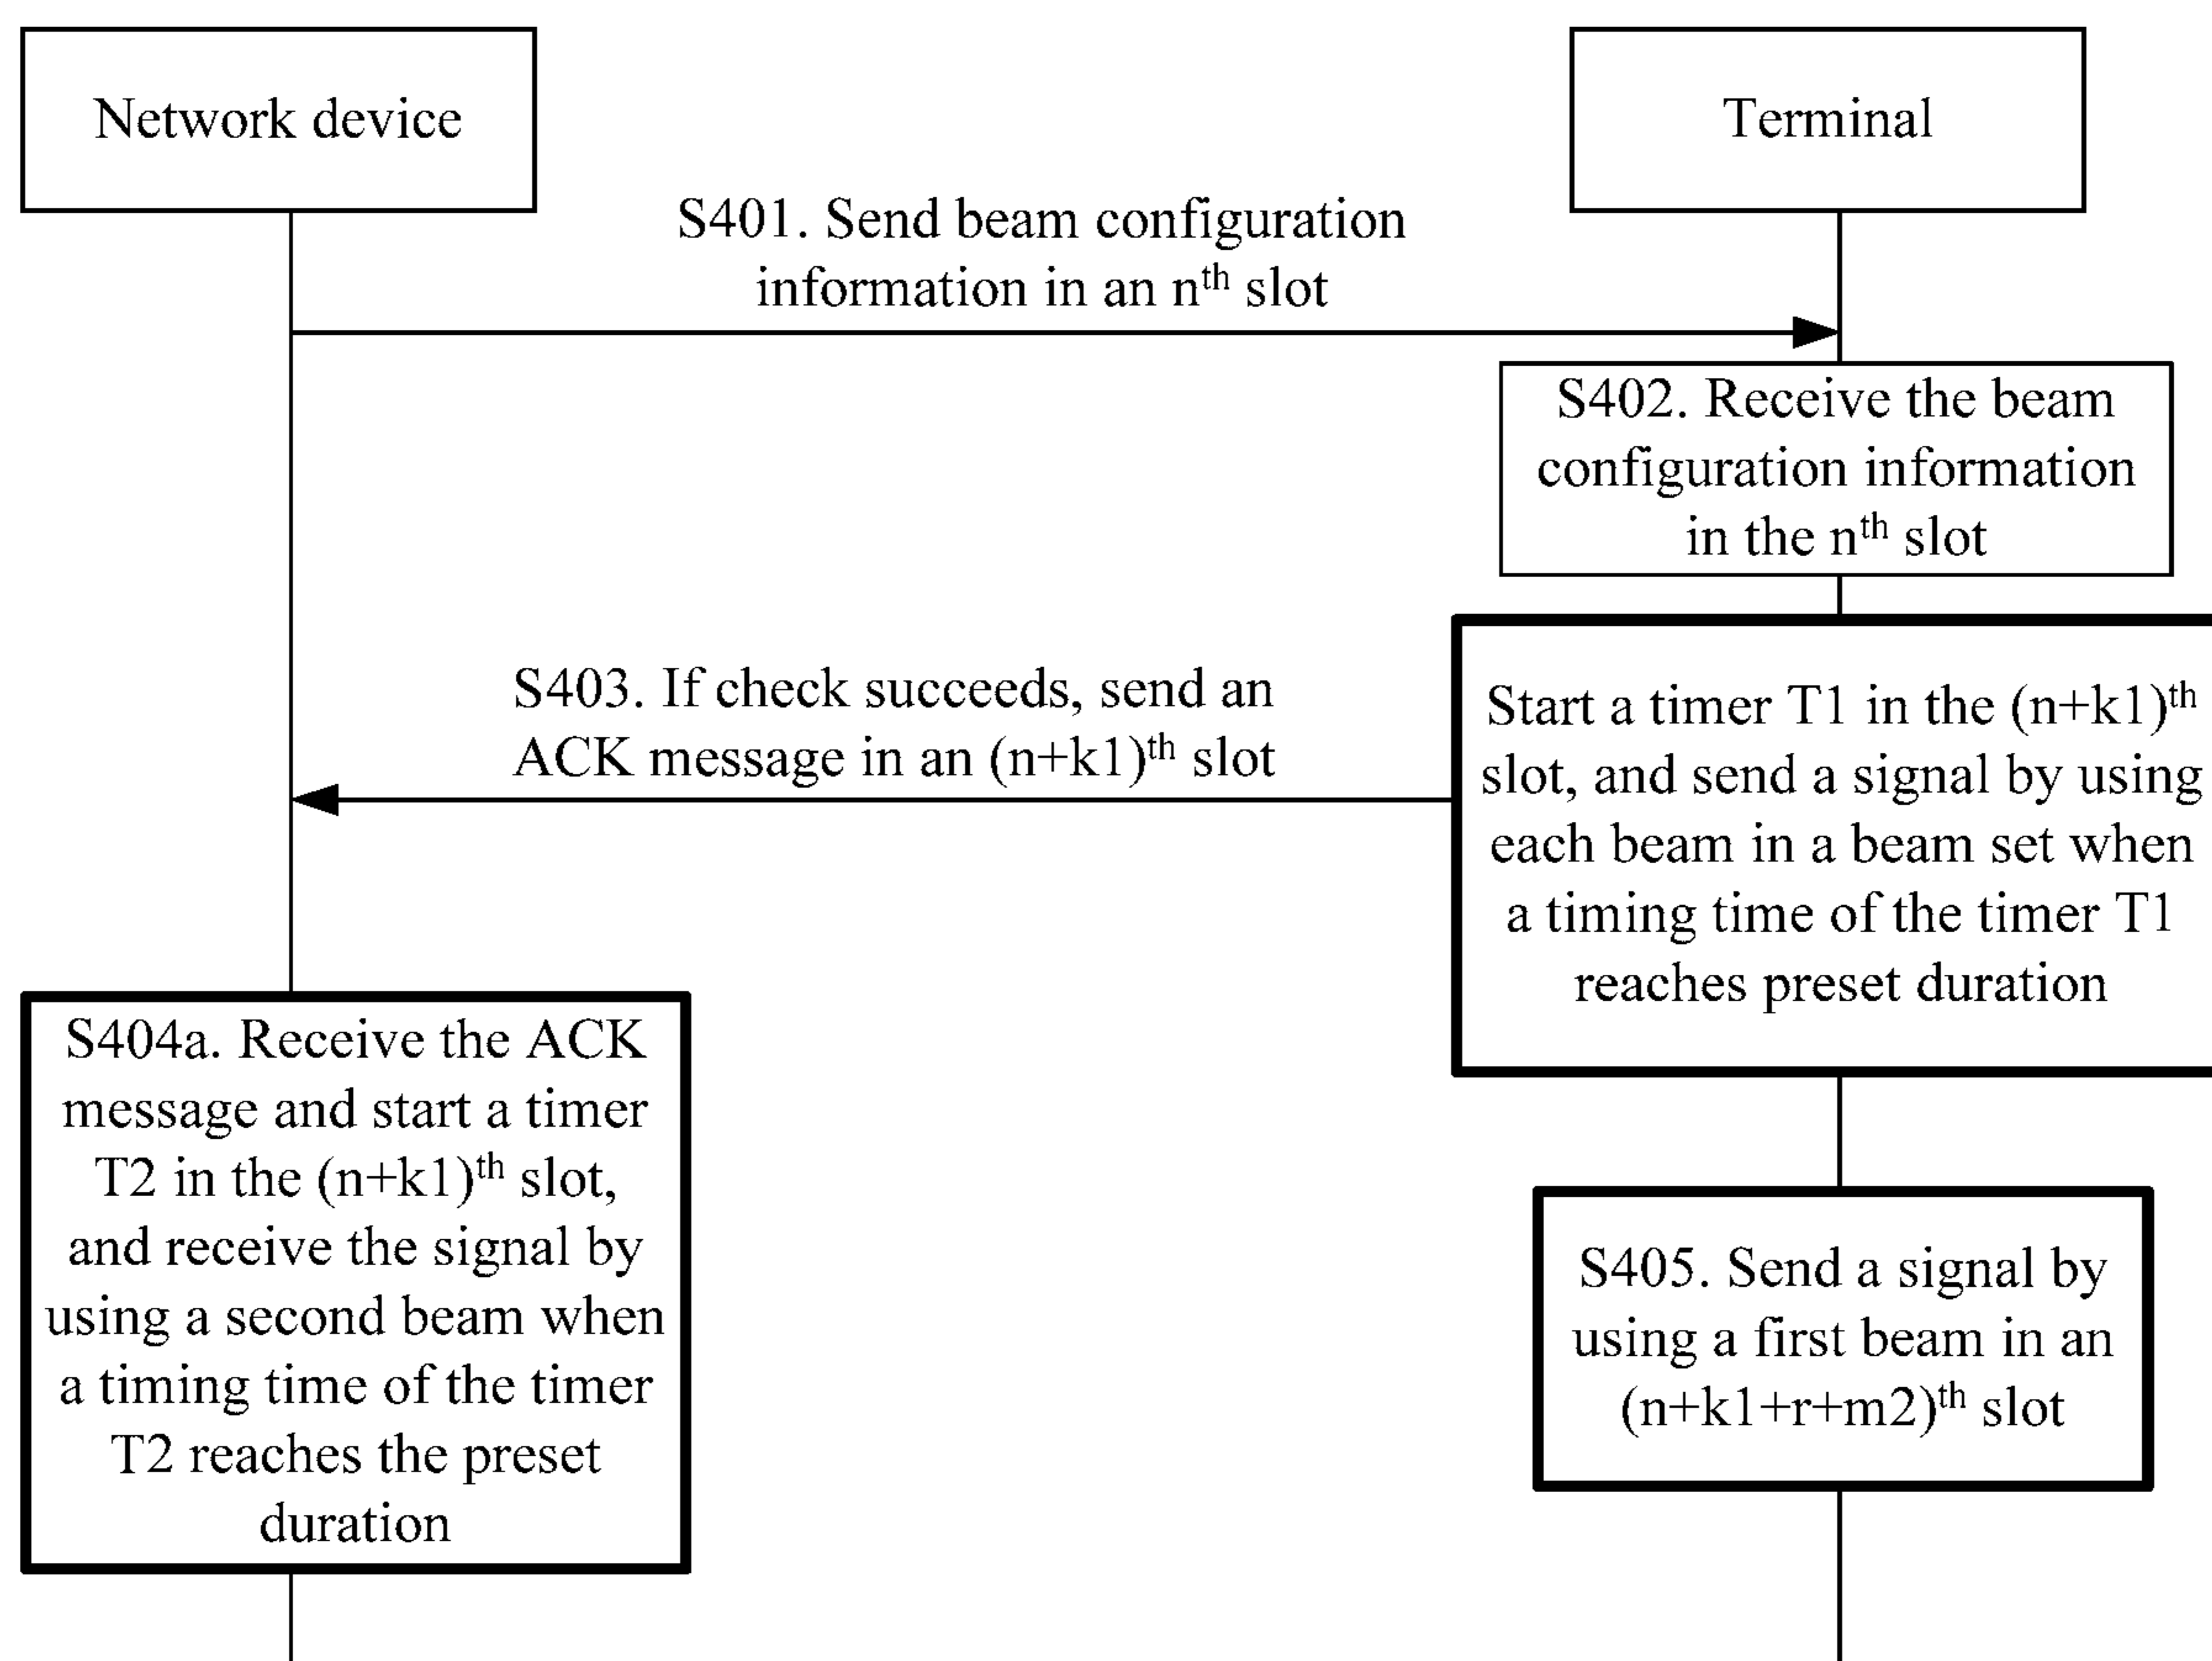 Network device
Terminal
S401. Send beam configuration
information in an nᵗʰ slot
S402. Receive the beam
configuration information
in the nᵗʰ slot
S403. If check succeeds, send an
ACK message in an (n+k1)ᵗʰ slot
Start a timer T1 in the (n+k1)ᵗʰ
slot, and send a signal by using
each beam in a beam set when
a timing time of the timer T1
reaches preset duration
S404a. Receive the ACK
message and start a timer
T2 in the (n+k1)ᵗʰ slot,
and receive the signal by
using a second beam when
a timing time of the timer
T2 reaches the preset
duration
S405. Send a signal by
using a first beam in an
(n+k1+r+m2)ᵗʰ slot